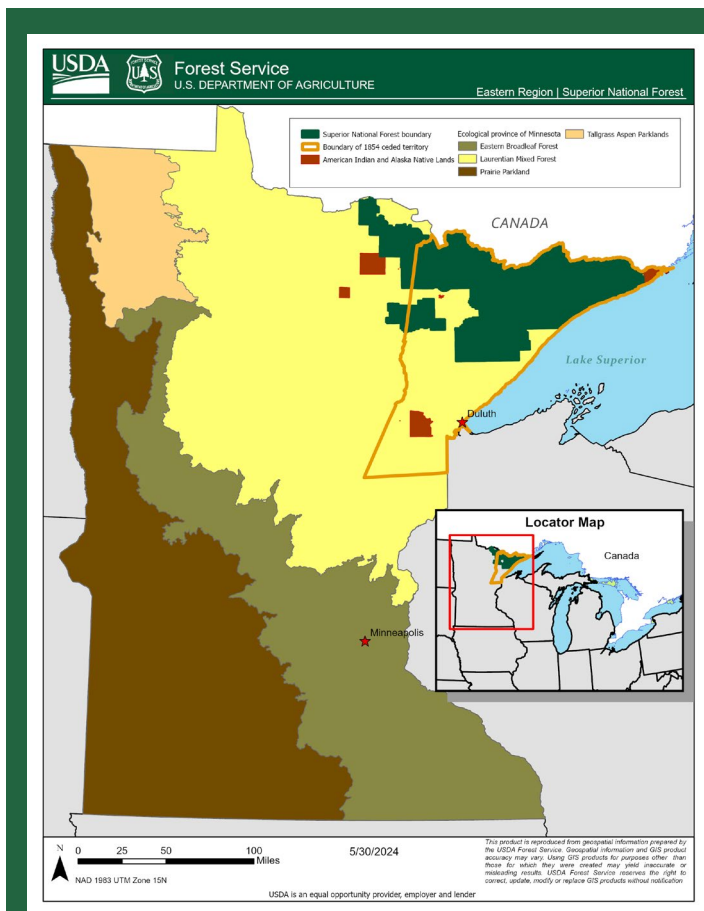 USDA
Forest Service
U.S. DEPARTMENT OF AGRICULTURE
Eastern Region | Superior National Forest
Superior National Forest boundary
Boundary of 1854 ceded territory
American Indian and Alaska Native Lands
Ecological province of Minnesota
Eastern Broadleaf Forest
Laurentian Mixed Forest
Prairie Parkland
Tallgrass Aspen Parklands
CANADA
Lake Superior
Duluth
Minneapolis
Locator Map
Canada
N
0 25 50 100
Miles
NAD 1983 UTM Zone 15N
5/30/2024
This product is reproduced from geospatial information prepared by
the USDA Forest Service. Geospatial information and GIS product
accuracy may vary. Using GIS products for purposes other than
those for which they were created may yield inaccurate or
misleading results. USDA Forest Service reserves the right to
correct, update, modify or replace GIS products without notification
USDA is an equal opportunity provider, employer and lender